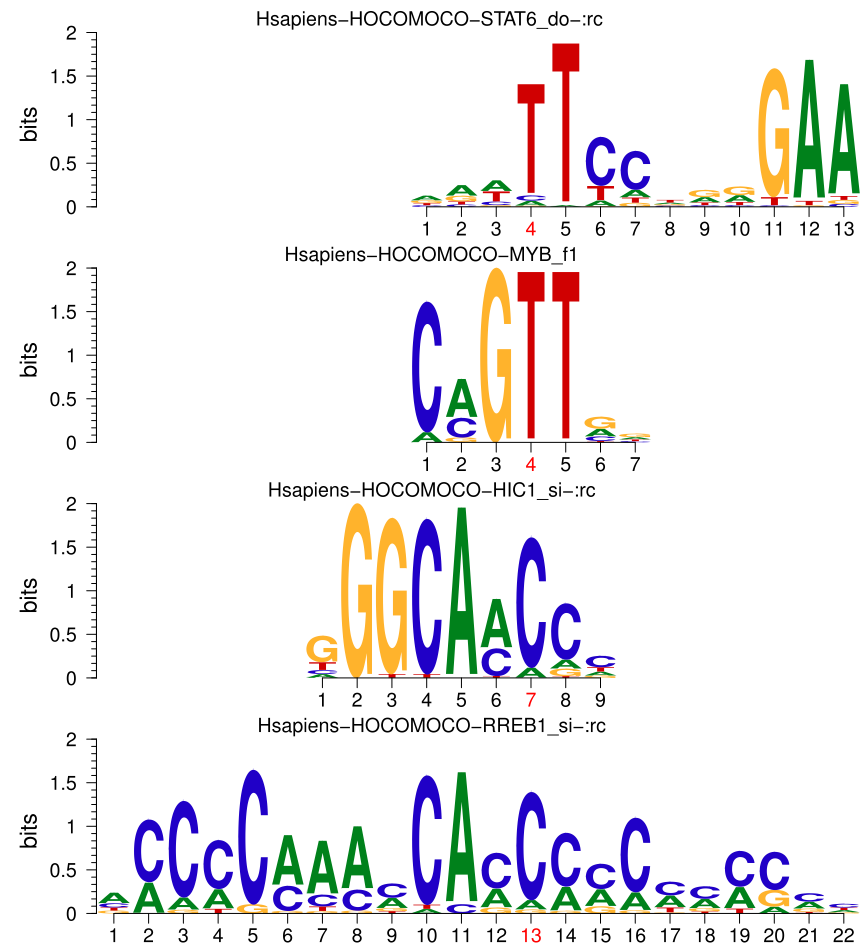 Hsapiens−HOCOMOCO−STAT6_do−:rc
2
1.5
1
0.5
0
bits
1 2 3 4 5 6 7 8 9 10 11 12 13
Hsapiens−HOCOMOCO−MYB_f1
2
1.5
1
0.5
0
bits
1 2 3 4 5 6 7
Hsapiens−HOCOMOCO−HIC1_si−:rc
2
1.5
1
0.5
0
bits
1 2 3 4 5 6 7 8 9
Hsapiens−HOCOMOCO−RREB1_si−:rc
2
1.5
1
0.5
0
bits
1 2 3 4 5 6 7 8 9 10 11 12 13 14 15 16 17 18 19 20 21 22